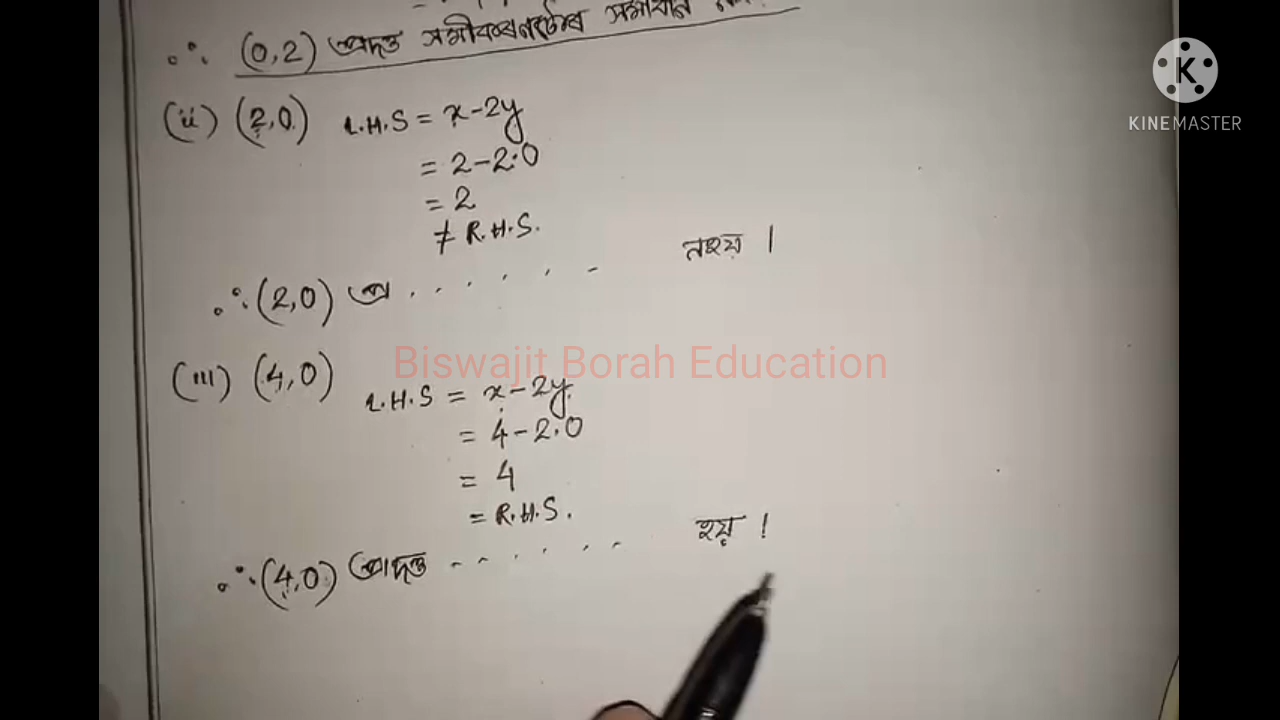 ∴ (0,2) প্ৰদত্ত সমীকৰণটোৰ সমাধান
(ii) (2,0) L.H.S = x-2y
= 2-2.0
= 2
≠ R.H.S.
∴ (2,0) প্ৰ . . . . . . নহয় ।
(iii) (4,0) L.H.S = x-2y
= 4-2.0
= 4
= R.H.S.
∴ (4,0) প্ৰদত্ত . . . . . . হয় ।
Biswajit Borah Education
K
KINEMASTER